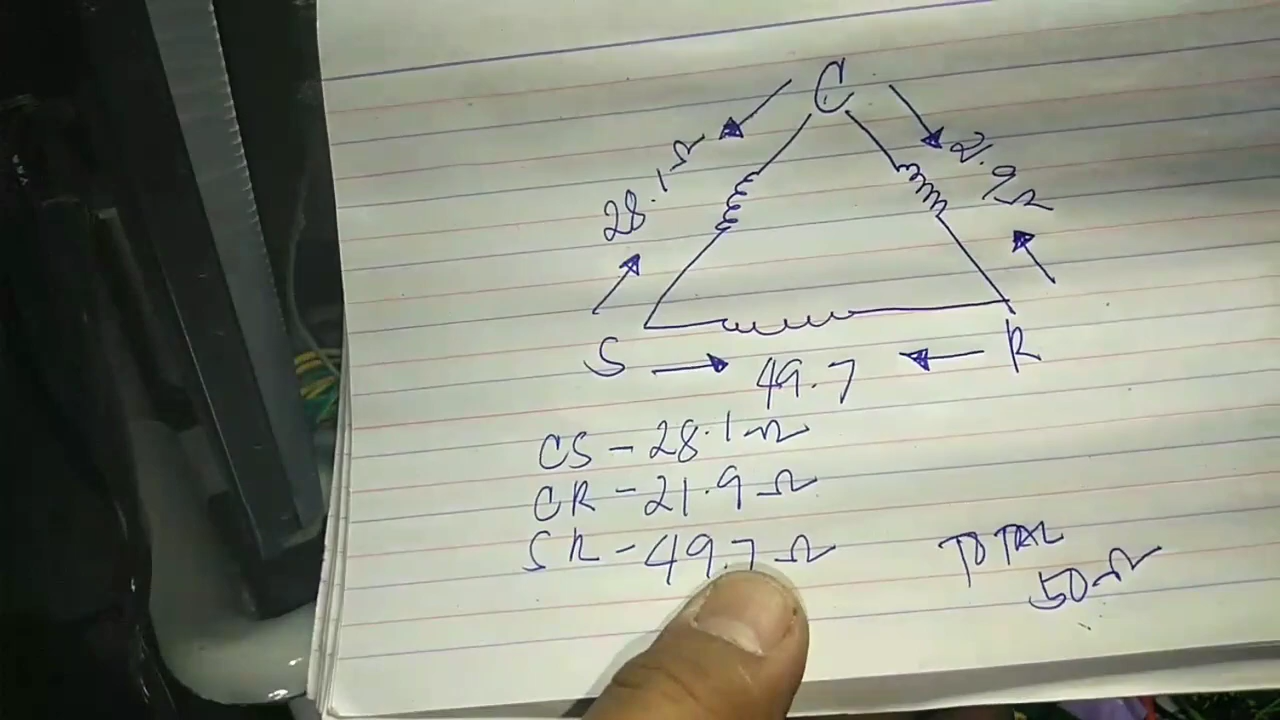 C
28.1Ω
21.9Ω
S
49.7
R
CS - 28.1Ω
CR - 21.9Ω
SR - 49.7Ω
TOTAL
50Ω